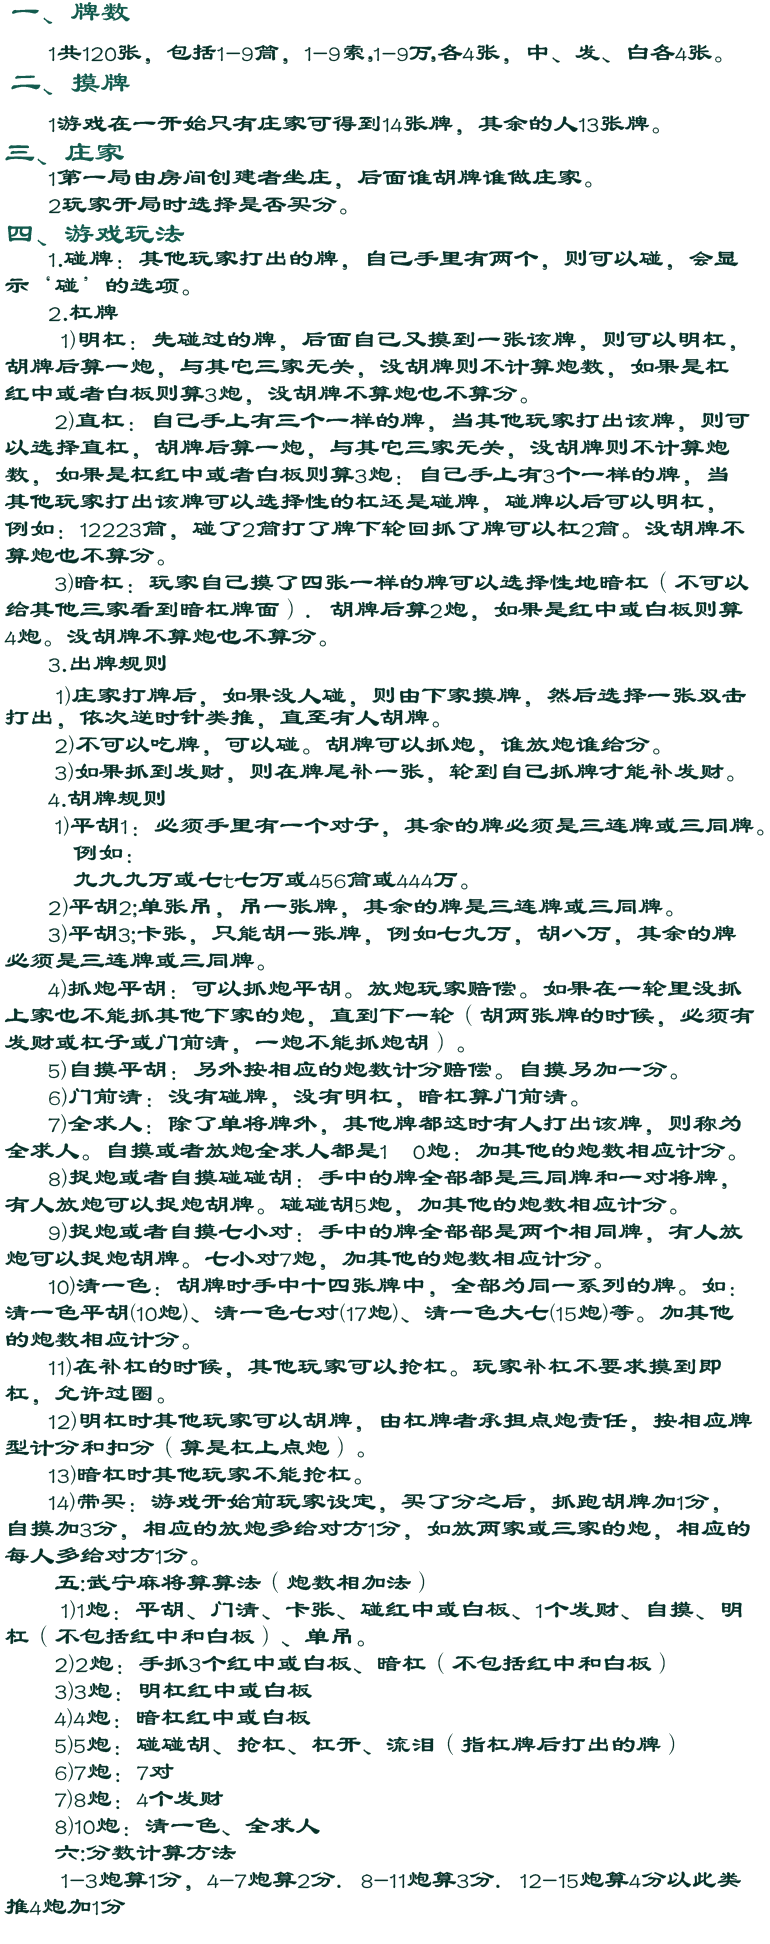 一、牌数
1共120张，包括1-9筒，1-9索,1-9万,各4张，中、发、白各4张。
二、摸牌
1游戏在一开始只有庄家可得到14张牌，其余的人13张牌。
三、庄家
1第一局由房间创建者坐庄，后面谁胡牌谁做庄家。
2玩家开局时选择是否买分。
四、游戏玩法
1.碰牌：其他玩家打出的牌，自己手里有两个，则可以碰，会显
示‘碰’的选项。
2.杠牌
1)明杠：先碰过的牌，后面自己又摸到一张该牌，则可以明杠，
胡牌后算一炮，与其它三家无关，没胡牌则不计算炮数，如果是杠
红中或者白板则算3炮，没胡牌不算炮也不算分。
2)直杠：自己手上有三个一样的牌，当其他玩家打出该牌，则可
以选择直杠，胡牌后算一炮，与其它三家无关，没胡牌则不计算炮
数，如果是杠红中或者白板则算3炮：自己手上有3个一样的牌，当
其他玩家打出该牌可以选择性的杠还是碰牌，碰牌以后可以明杠，
例如：12223筒，碰了2筒打了牌下轮回抓了牌可以杠2筒。没胡牌不
算炮也不算分。
3)暗杠：玩家自己摸了四张一样的牌可以选择性地暗杠（不可以
给其他三家看到暗杠牌面）．胡牌后算2炮，如果是红中或白板则算
4炮。没胡牌不算炮也不算分。
3.出牌规则
1)庄家打牌后，如果没人碰，则由下家摸牌，然后选择一张双击
打出，依次逆时针类推，直至有人胡牌。
2)不可以吃牌，可以碰。胡牌可以抓炮，谁放炮谁给分。
3)如果抓到发财，则在牌尾补一张，轮到自己抓牌才能补发财。
4.胡牌规则
1)平胡1：必须手里有一个对子，其余的牌必须是三连牌或三同牌。
例如：
九九九万或七t七万或456筒或444万。
2)平胡2;单张吊，吊一张牌，其余的牌是三连牌或三同牌。
3)平胡3;卡张，只能胡一张牌，例如七九万，胡八万，其余的牌
必须是三连牌或三同牌。
4)抓炮平胡：可以抓炮平胡。放炮玩家赔偿。如果在一轮里没抓
上家也不能抓其他下家的炮，直到下一轮（胡两张牌的时候，必须有
发财或杠子或门前清，一炮不能抓炮胡）。
5)自摸平胡：另外按相应的炮数计分赔偿。自摸另加一分。
6)门前清：没有碰牌，没有明杠，暗杠算门前清。
7)全求人：除了单将牌外，其他牌都这时有人打出该牌，则称为
全求人。自摸或者放炮全求人都是1 0炮：加其他的炮数相应计分。
8)捉炮或者自摸碰碰胡：手中的牌全部都是三同牌和一对将牌，
有人放炮可以捉炮胡牌。碰碰胡5炮，加其他的炮数相应计分。
9)捉炮或者自摸七小对：手中的牌全部部是两个相同牌，有人放
炮可以捉炮胡牌。七小对7炮，加其他的炮数相应计分。
10)清一色：胡牌时手中十四张牌中，全部为同一系列的牌。如：
清一色平胡(10炮)、清一色七对(17炮)、清一色大七(15炮)等。加其他
的炮数相应计分。
11)在补杠的时候，其他玩家可以抢杠。玩家补杠不要求摸到即
杠，允许过圈。
12)明杠时其他玩家可以胡牌，由杠牌者承担点炮责任，按相应牌
型计分和扣分（算是杠上点炮）。
13)暗杠时其他玩家不能抢杠。
14)带买：游戏开始前玩家设定，买了分之后，抓跑胡牌加1分，
自摸加3分，相应的放炮多给对方1分，如放两家或三家的炮，相应的
每人多给对方1分。
五:武宁麻将算算法（炮数相加法）
1)1炮：平胡、门清、卡张、碰红中或白板、1个发财、自摸、明
杠（不包括红中和白板）、单吊。
2)2炮：手抓3个红中或白板、暗杠（不包括红中和白板）
3)3炮：明杠红中或白板
4)4炮：暗杠红中或白板
5)5炮：碰碰胡、抢杠、杠开、流泪（指杠牌后打出的牌）
6)7炮：7对
7)8炮：4个发财
8)10炮：清一色、全求人
六:分数计算方法
1-3炮算1分，4-7炮算2分．8-11炮算3分．12-15炮算4分以此类
推4炮加1分